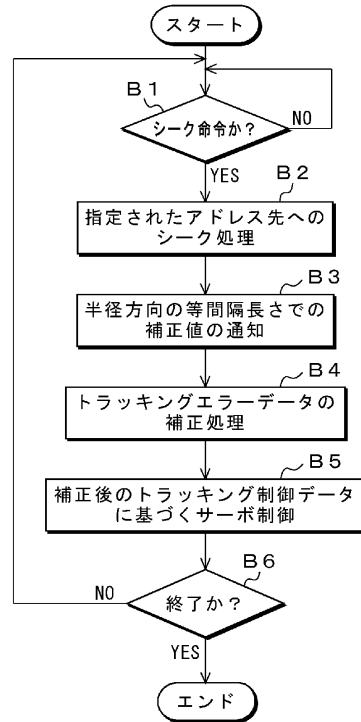 スタート
B1
シーク命令か?
NO
YES
B2
指定されたアドレス先への
シーク処理
B3
半径方向の等間隔長さでの
補正値の通知
B4
トラッキングエラーデータの
補正処理
B5
補正後のトラッキング制御データ
に基づくサーボ制御
B6
NO
終了か?
YES
エンド